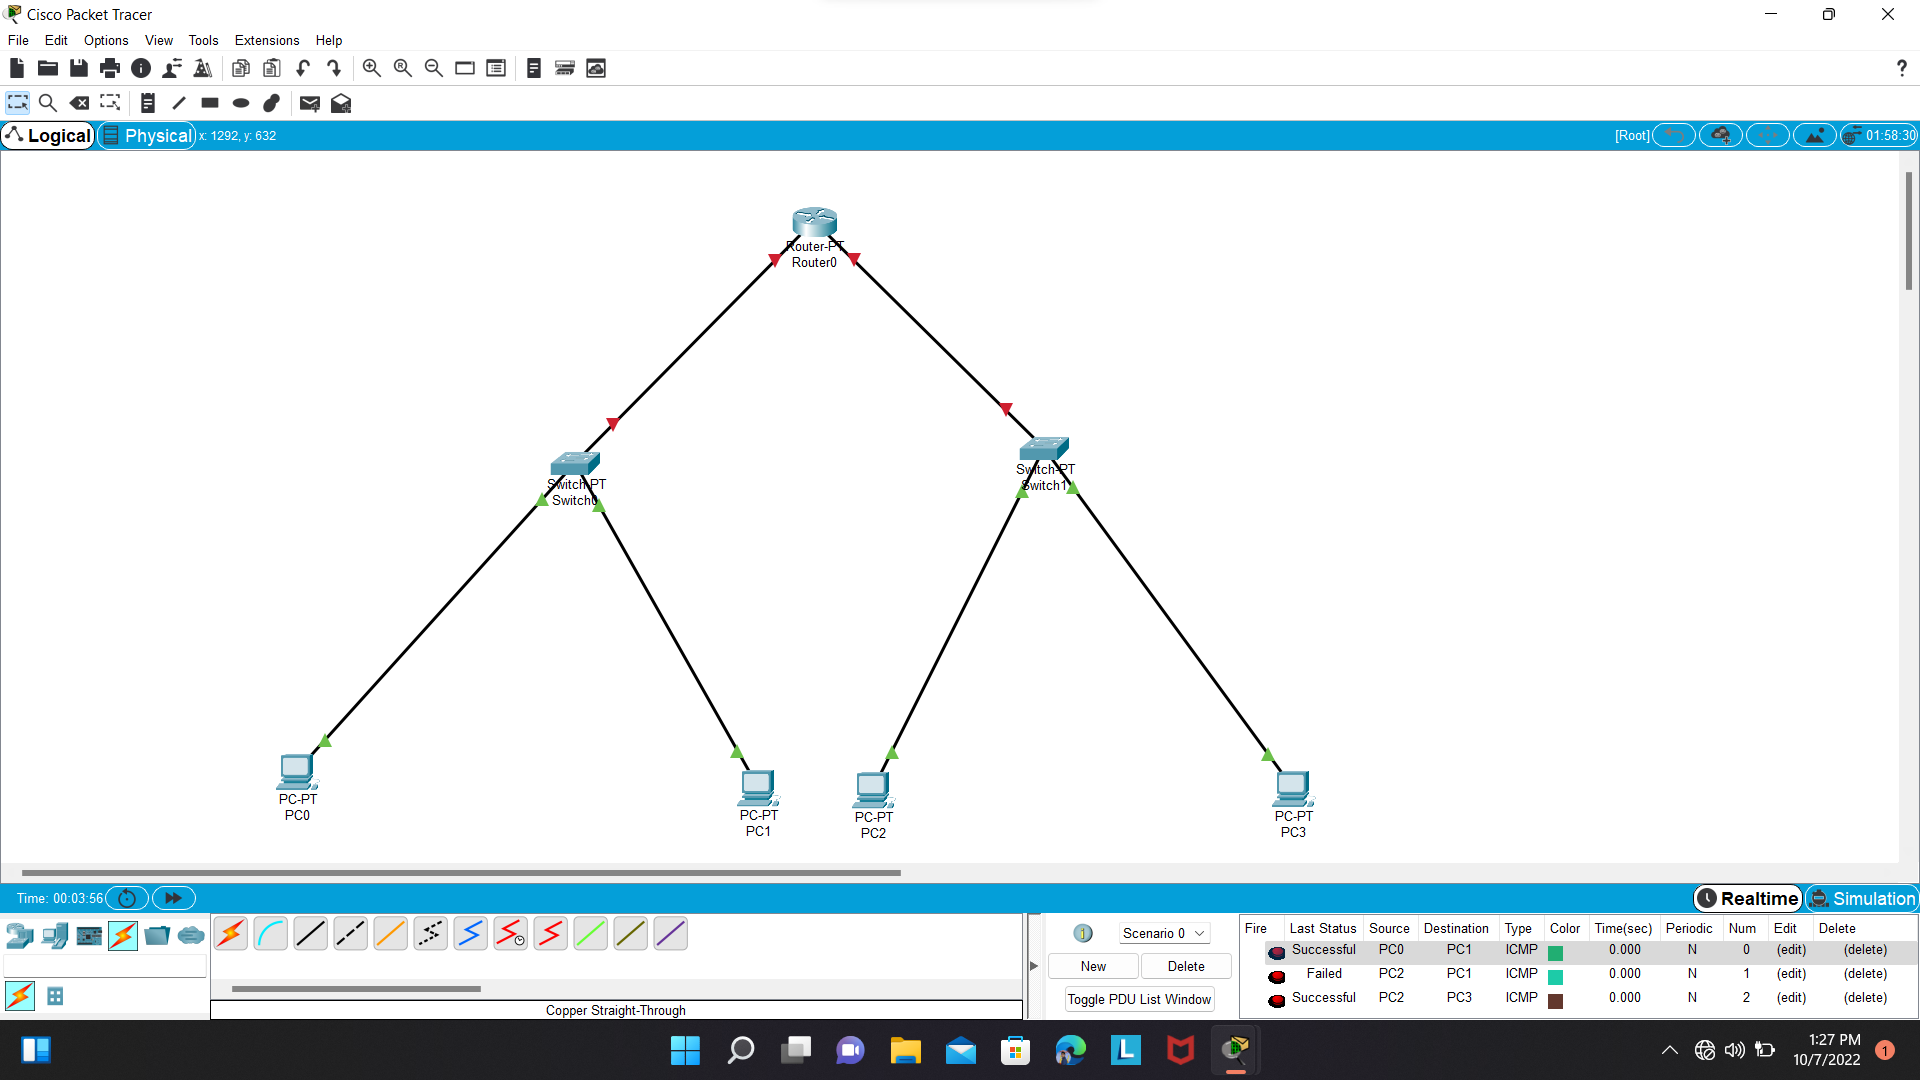 Cisco Packet Tracer
File Edit Options View Tools Extensions Help
Logical Physical x: 1292, y: 632 [Root] 01:58:30
Router-PT
Router0
Switch-PT
Switch0
Switch-PT
Switch1
PC-PT
PC0
PC-PT
PC1
PC-PT
PC2
PC-PT
PC3
Time: 00:03:56 Realtime Simulation
Scenario 0
New Delete
Toggle PDU List Window
Copper Straight-Through
Fire Last Status Source Destination Type Color Time(sec) Periodic Num Edit Delete
Successful PC0 PC1 ICMP 0.000 N 0 (edit) (delete)
Failed PC2 PC1 ICMP 0.000 N 1 (edit) (delete)
Successful PC2 PC3 ICMP 0.000 N 2 (edit) (delete)
1:27 PM
10/7/2022
1